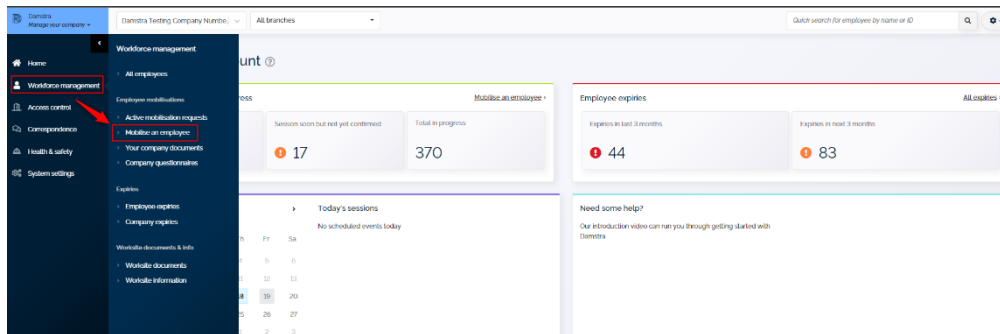 Damstra
Manage your company
Damstra Testing Company Numbe
All branches
Quick search for employee by name or ID
Home
Workforce management
Access control
Correspondence
Health & safety
System settings
Workforce management
All employees
Employee mobilisations
Active mobilisation requests
Mobilise an employee
Your company documents
Company questionnaires
Expiries
Employee expiries
Company expiries
Worksite documents & info
Worksite documents
Worksite information
unt
ress
Mobilise an employee
Session soon but not yet confirmed
17
Total in progress
370
Employee expiries
All expiries
Expiries in last 3 months
44
Expiries in next 3 months
83
Today's sessions
No scheduled events today
Fr Sa
5 6
11 12 13
18 19 20
25 26 27
1 2 3
Need some help?
Our introduction video can run you through getting started with
Damstra